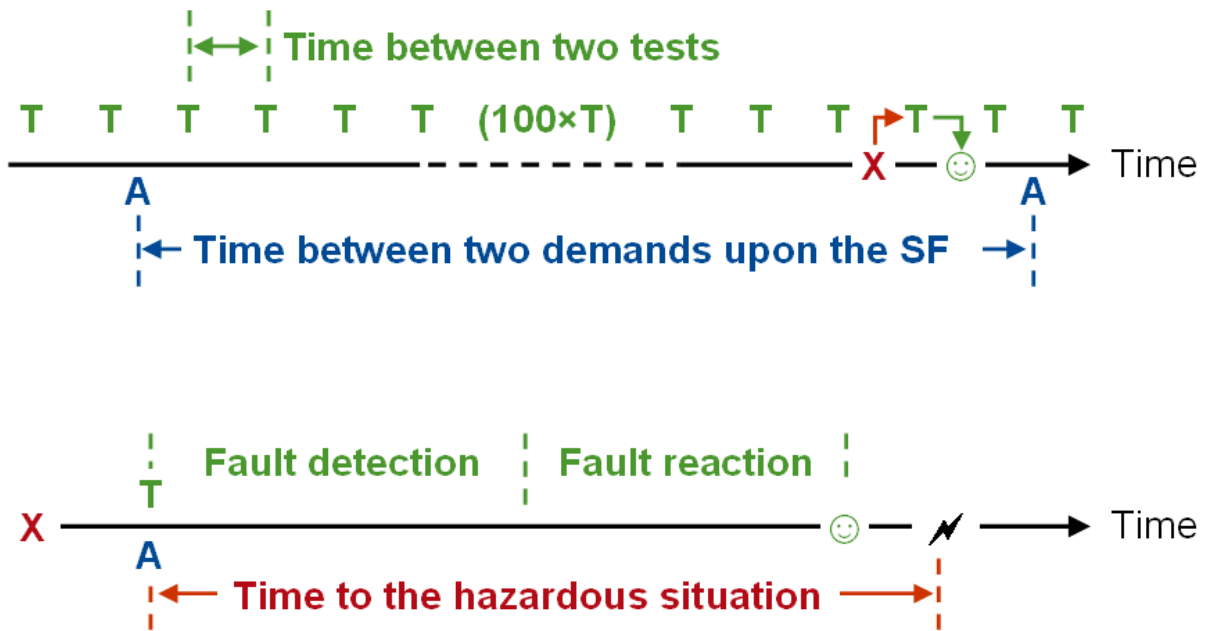 Time between two tests
T T T T T T (100×T) T T T T T T
X Time
A A
Time between two demands upon the SF
Fault detection Fault reaction
T
X Time
A
Time to the hazardous situation